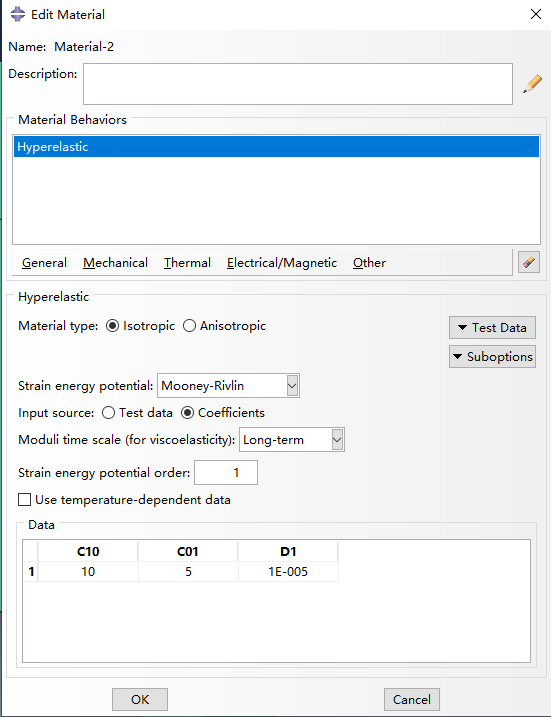 Edit Material
Name: Material-2
Description:
Material Behaviors
Hyperelastic
General Mechanical Thermal Electrical/Magnetic Other
Hyperelastic
Material type: Isotropic Anisotropic
Test Data
Suboptions
Strain energy potential: Mooney-Rivlin
Input source: Test data Coefficients
Moduli time scale (for viscoelasticity): Long-term
Strain energy potential order: 1
Use temperature-dependent data
Data
C10 C01 D1
1 10 5 1E-005
OK Cancel